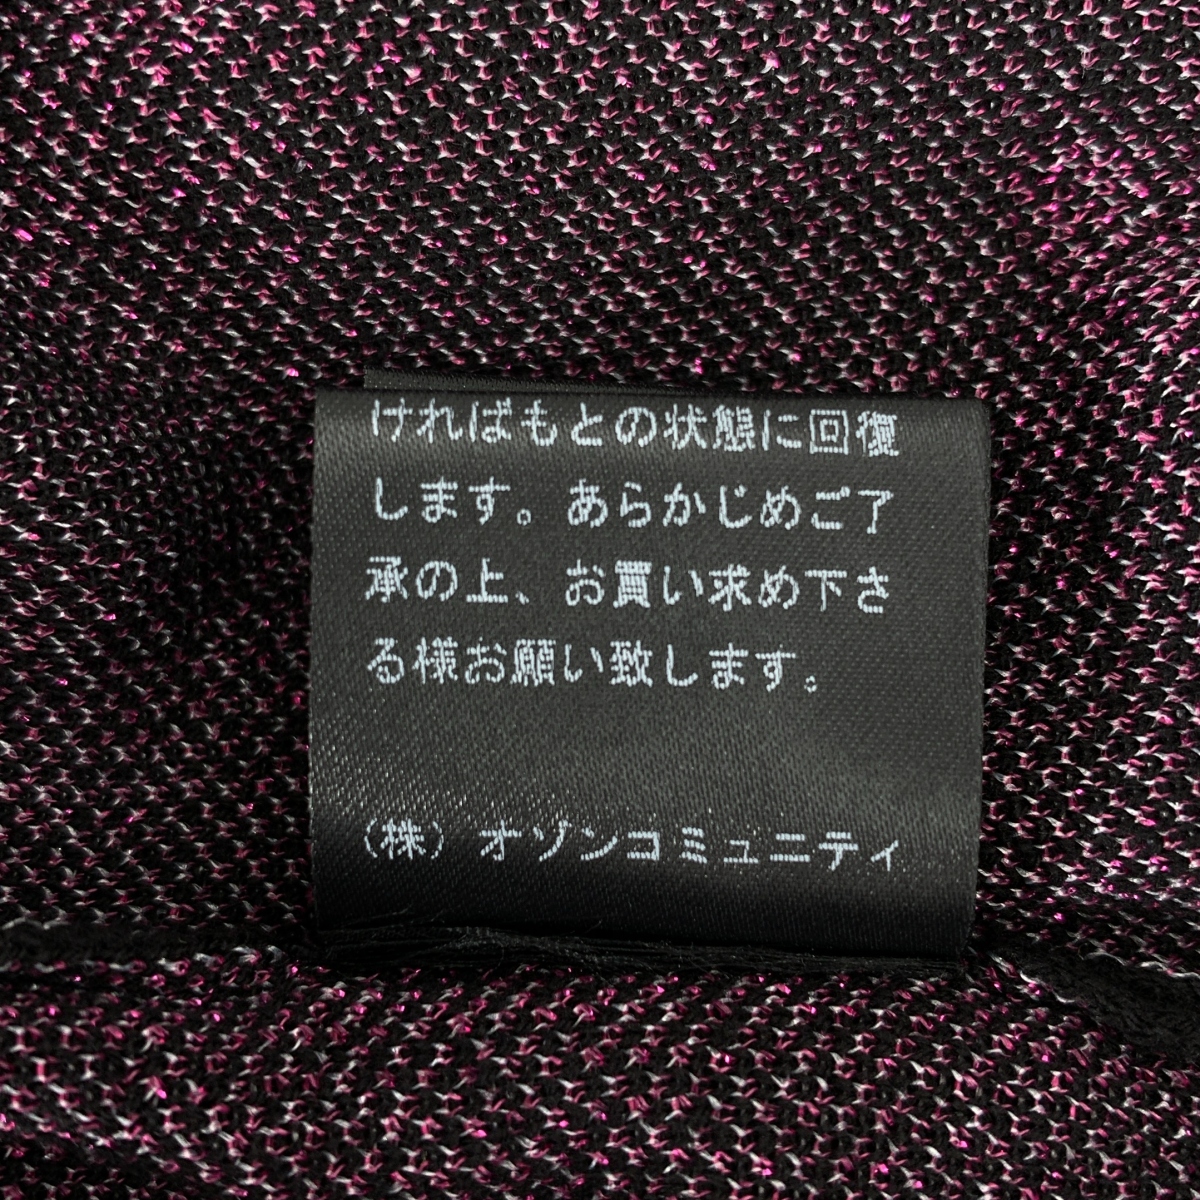 ければもとの状態に回復
します。あらかじめご了
承の上、お買い求め下さ
る様お願い致します。
（株）オゾンコミュニティ